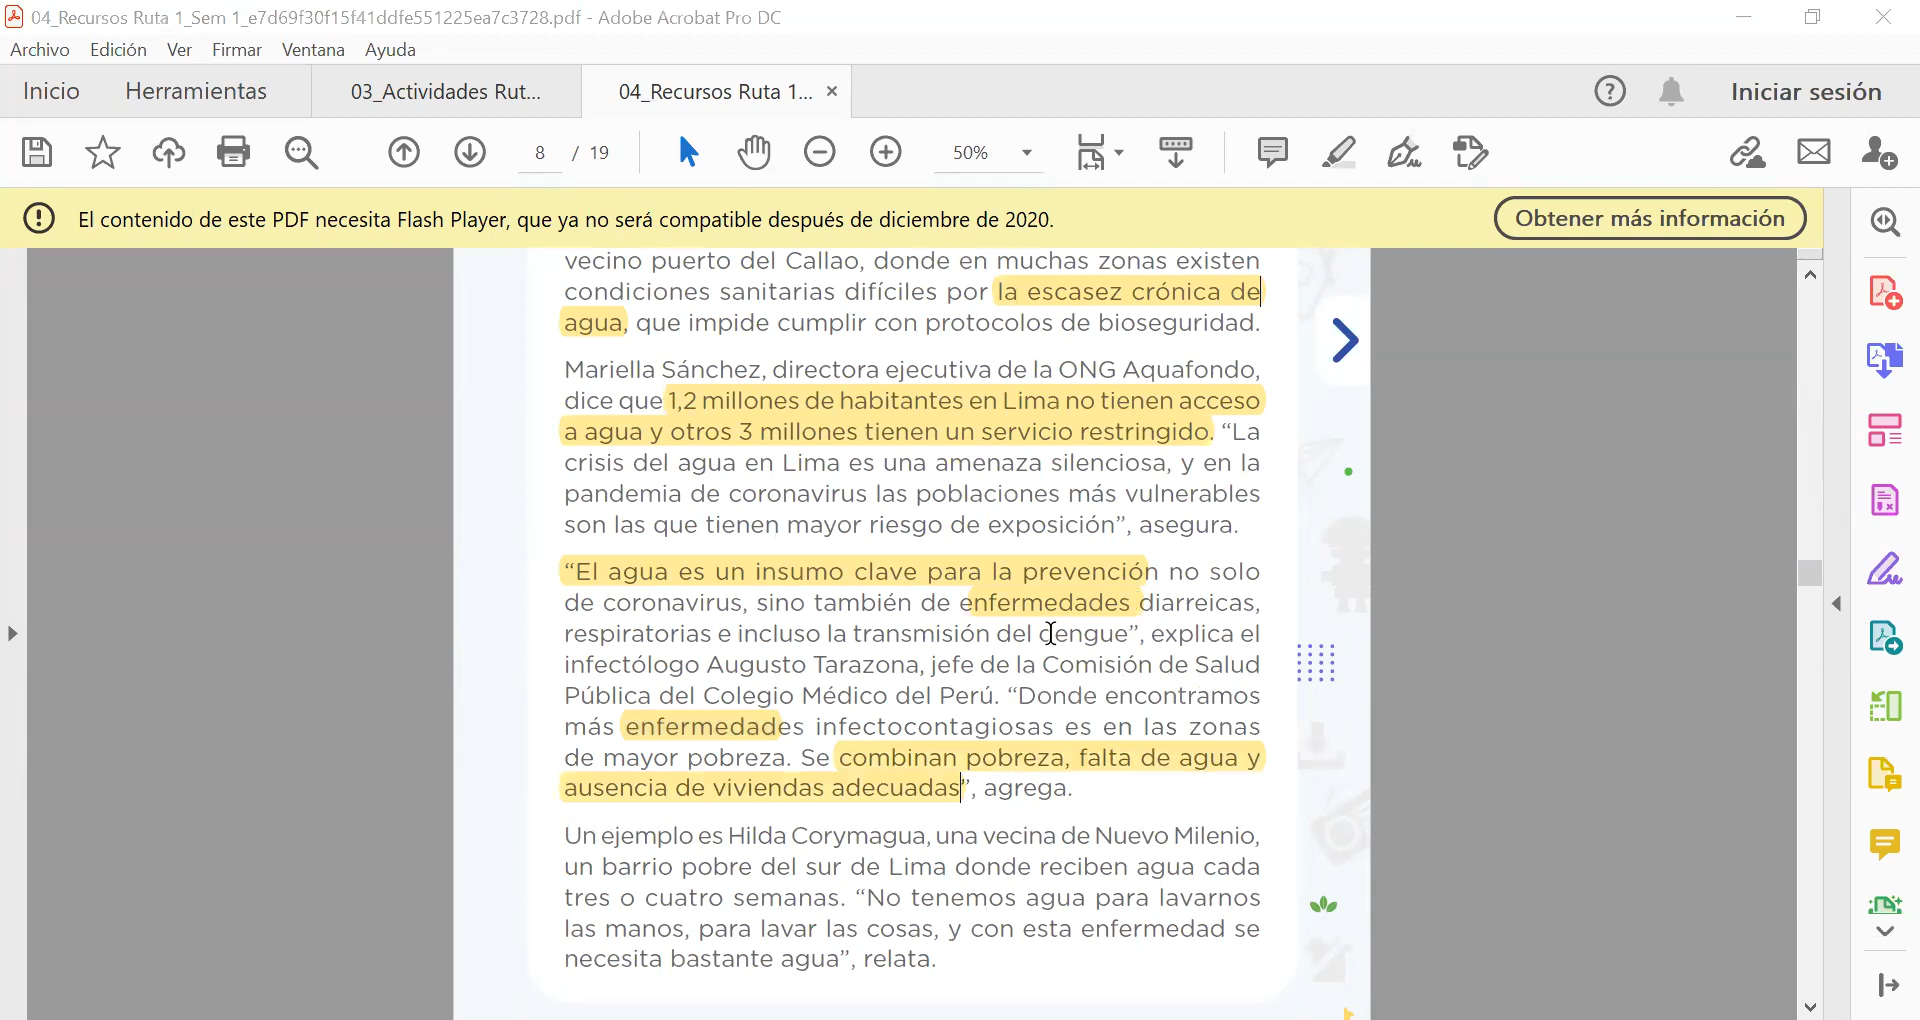 04_Recursos Ruta 1_Sem 1_e7d69f30f15f41ddfe551225ea7c3728.pdf - Adobe Acrobat Pro DC
Archivo Edición Ver Firmar Ventana Ayuda
Inicio Herramientas 03_Actividades Rut... 04_Recursos Ruta 1... × Iniciar sesión
8 / 19 50%
El contenido de este PDF necesita Flash Player, que ya no será compatible después de diciembre de 2020. Obtener más información
vecino puerto del Callao, donde en muchas zonas existen
condiciones sanitarias difíciles por la escasez crónica de
agua, que impide cumplir con protocolos de bioseguridad.
Mariella Sánchez, directora ejecutiva de la ONG Aquafondo,
dice que 1,2 millones de habitantes en Lima no tienen acceso
a agua y otros 3 millones tienen un servicio restringido. “La
crisis del agua en Lima es una amenaza silenciosa, y en la
pandemia de coronavirus las poblaciones más vulnerables
son las que tienen mayor riesgo de exposición”, asegura.
“El agua es un insumo clave para la prevención no solo
de coronavirus, sino también de enfermedades diarreicas,
respiratorias e incluso la transmisión del dengue”, explica el
infectólogo Augusto Tarazona, jefe de la Comisión de Salud
Pública del Colegio Médico del Perú. “Donde encontramos
más enfermedades infectocontagiosas es en las zonas
de mayor pobreza. Se combinan pobreza, falta de agua y
ausencia de viviendas adecuadas”, agrega.
Un ejemplo es Hilda Corymagua, una vecina de Nuevo Milenio,
un barrio pobre del sur de Lima donde reciben agua cada
tres o cuatro semanas. “No tenemos agua para lavarnos
las manos, para lavar las cosas, y con esta enfermedad se
necesita bastante agua”, relata.